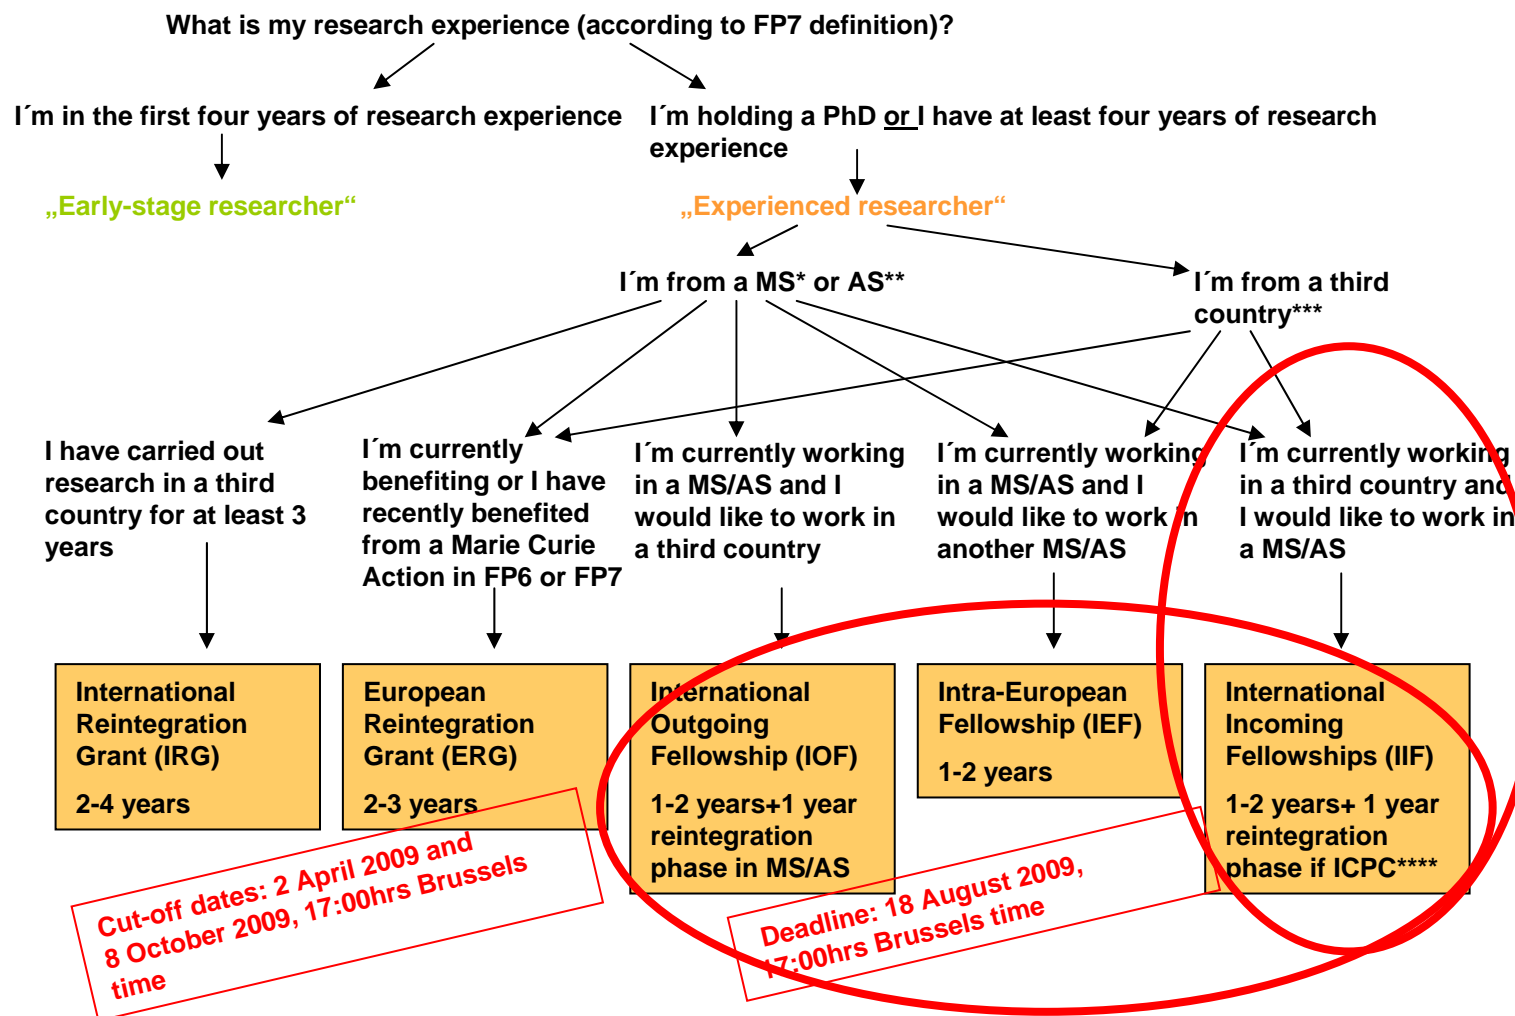 What is my research experience (according to FP7 definition)?
I´m in the first four years of research experience
I´m holding a PhD or I have at least four years of research
experience
„Early-stage researcher“
„Experienced researcher“
I´m from a MS* or AS**
I´m from a third
country***
I have carried out
research in a third
country for at least 3
years
I´m currently
benefiting or I have
recently benefited
from a Marie Curie
Action in FP6 or FP7
I´m currently working
in a MS/AS and I
would like to work in
a third country
I´m currently working
in a MS/AS and I
would like to work in
another MS/AS
I´m currently working
in a third country and
I would like to work in
a MS/AS
International
Reintegration
Grant (IRG)
2-4 years
European
Reintegration
Grant (ERG)
2-3 years
International
Outgoing
Fellowship (IOF)
1-2 years+1 year
reintegration
phase in MS/AS
Intra-European
Fellowship (IEF)
1-2 years
International
Incoming
Fellowships (IIF)
1-2 years+ 1 year
reintegration
phase if ICPC****
Cut-off dates: 2 April 2009 and
8 October 2009, 17:00hrs Brussels
time
Deadline: 18 August 2009,
17:00hrs Brussels time